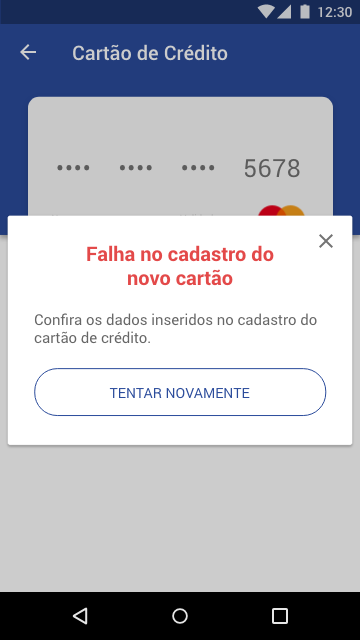 12:30
Cartão de Crédito
•••• •••• •••• 5678
Falha no cadastro do
novo cartão
Confira os dados inseridos no cadastro do
cartão de crédito.
TENTAR NOVAMENTE